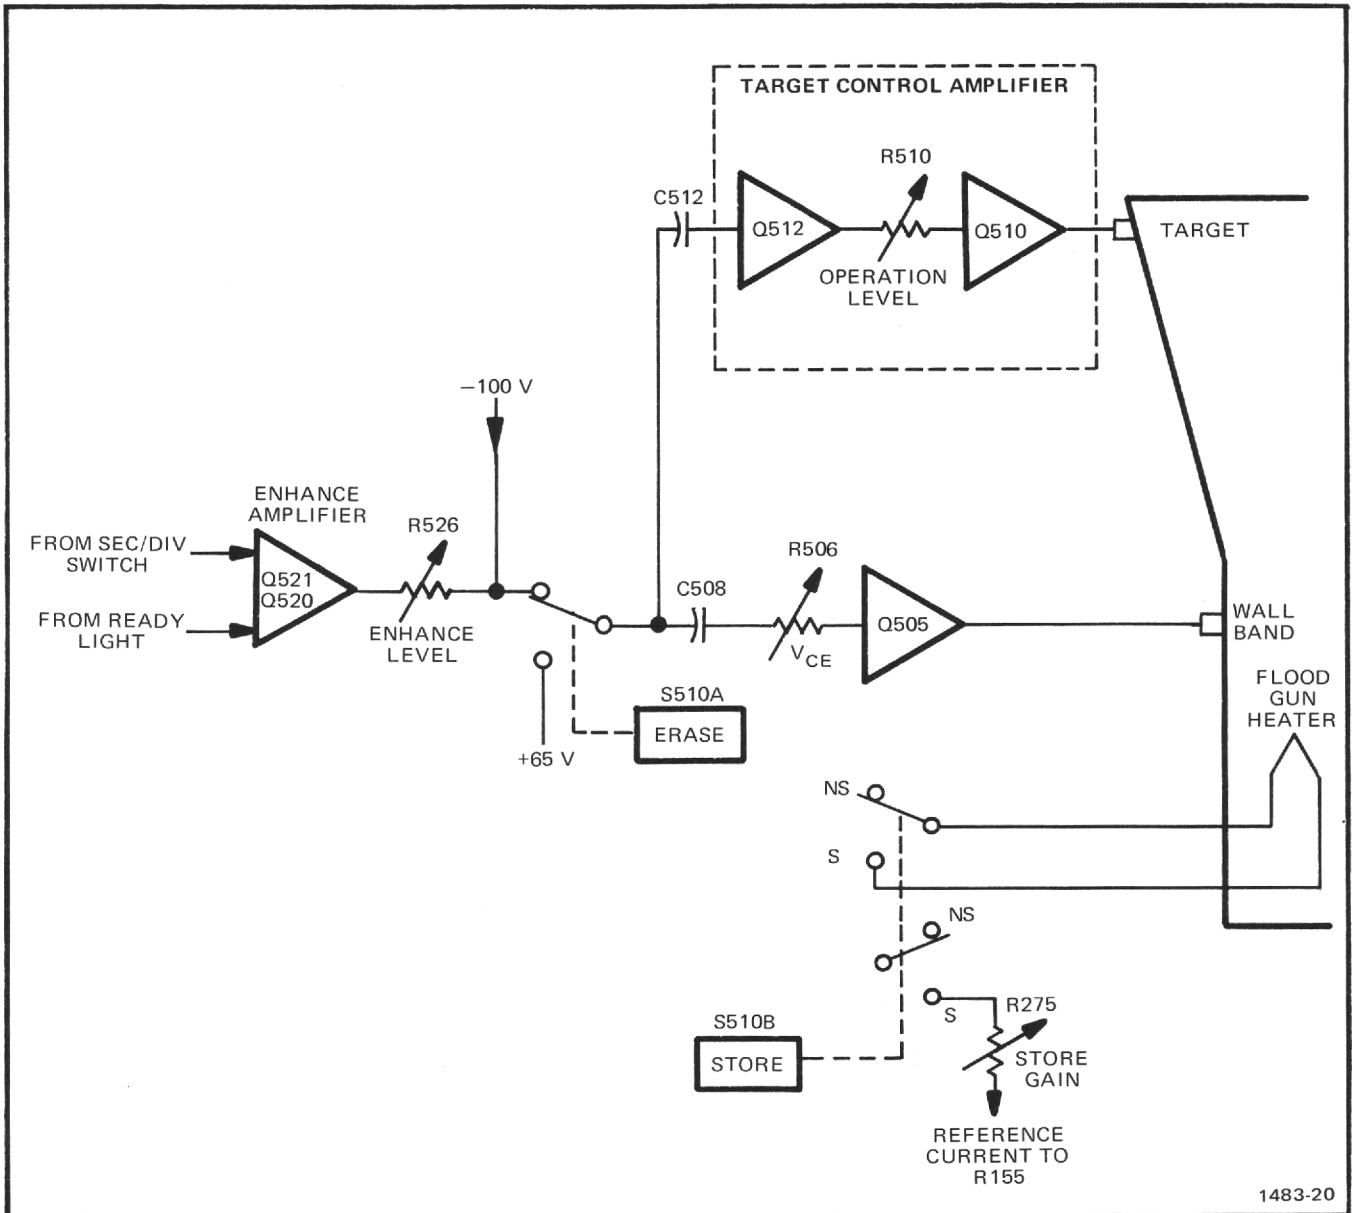 TARGET CONTROL AMPLIFIER
R510
C512
Q512
Q510
TARGET
OPERATION
LEVEL
−100 V
ENHANCE
AMPLIFIER
R526
FROM SEC/DIV
SWITCH
Q521
Q520
FROM READY
LIGHT
ENHANCE
LEVEL
C508
R506
VCE
Q505
WALL
BAND
S510A
ERASE
+65 V
FLOOD
GUN
HEATER
NS
S
NS
S
R275
S510B
STORE
STORE
GAIN
REFERENCE
CURRENT TO
R155
1483-20